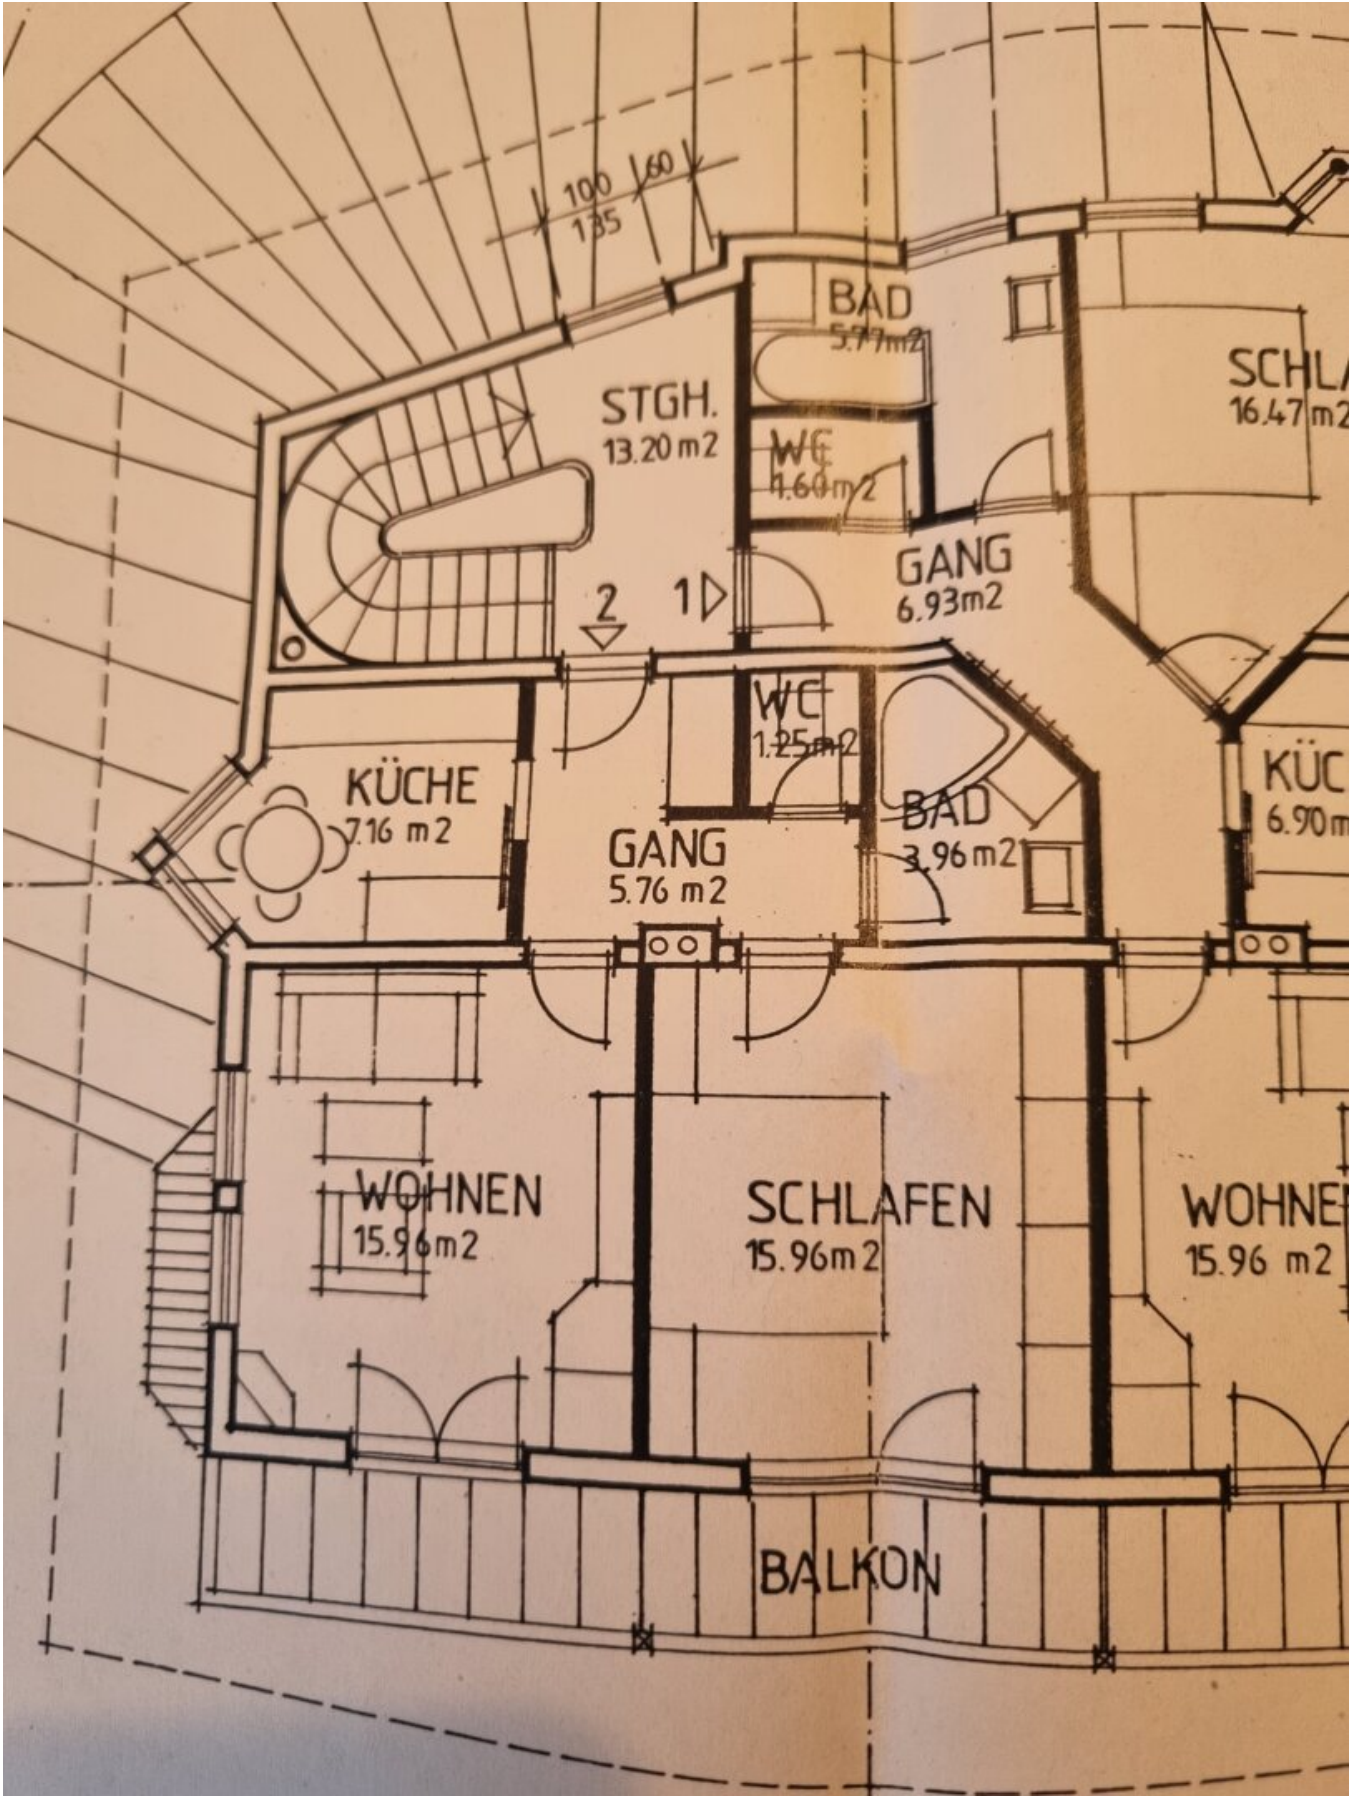 100
60
135
BAD
5.77m2
STGH.
13.20 m2
SCHLA
16.47 m2
WC
1.60m2
GANG
6.93m2
2
1
WC
1.25m2
KÜCHE
7.16 m2
BAD
3.96 m2
KÜC
6.90m
GANG
5.76 m2
WOHNEN
15.96m2
SCHLAFEN
15.96m2
WOHNE
15.96 m2
BALKON